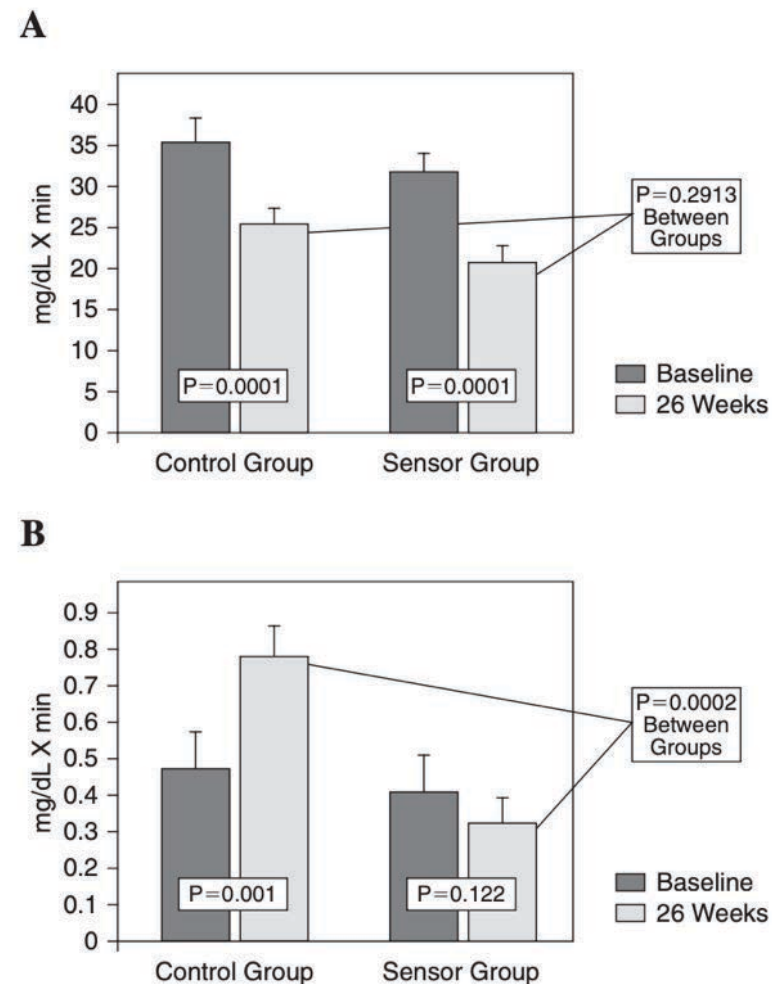 A
mg/dL X min
40
35
30
25
20
15
10
5
0
P=0.0001
P=0.0001
P=0.2913
Between
Groups
Baseline
26 Weeks
Control Group
Sensor Group
B
mg/dL X min
0.9
0.8
0.7
0.6
0.5
0.4
0.3
0.2
0.1
0
P=0.001
P=0.122
P=0.0002
Between
Groups
Baseline
26 Weeks
Control Group
Sensor Group